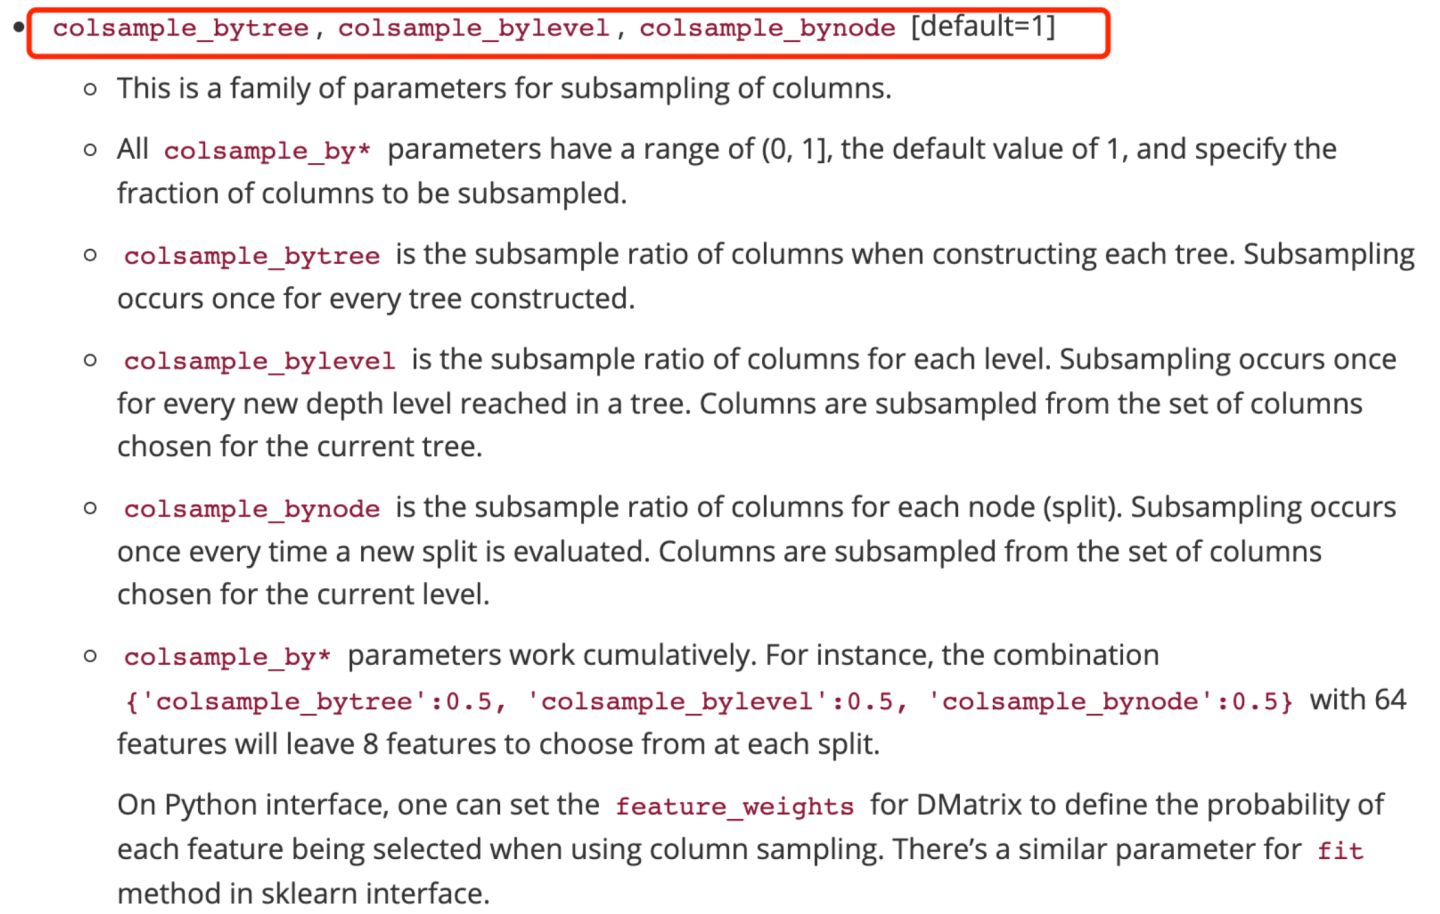 • colsample_bytree, colsample_bylevel, colsample_bynode [default=1]
○ This is a family of parameters for subsampling of columns.
○ All colsample_by* parameters have a range of (0, 1], the default value of 1, and specify the
fraction of columns to be subsampled.
○ colsample_bytree is the subsample ratio of columns when constructing each tree. Subsampling
occurs once for every tree constructed.
○ colsample_bylevel is the subsample ratio of columns for each level. Subsampling occurs once
for every new depth level reached in a tree. Columns are subsampled from the set of columns
chosen for the current tree.
○ colsample_bynode is the subsample ratio of columns for each node (split). Subsampling occurs
once every time a new split is evaluated. Columns are subsampled from the set of columns
chosen for the current level.
○ colsample_by* parameters work cumulatively. For instance, the combination
{'colsample_bytree':0.5, 'colsample_bylevel':0.5, 'colsample_bynode':0.5} with 64
features will leave 8 features to choose from at each split.
On Python interface, one can set the feature_weights for DMatrix to define the probability of
each feature being selected when using column sampling. There’s a similar parameter for fit
method in sklearn interface.